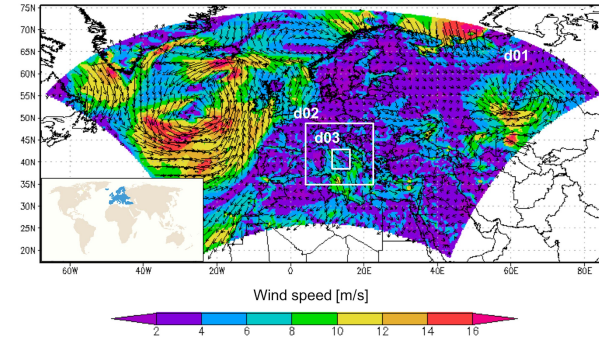 75N
70N
65N
60N
55N
50N
45N
40N
35N
30N
25N
20N
d01
d02
d03
60W 40W 20W 0 20E 40E 60E 80E
Wind speed [m/s]
2 4 6 8 10 12 14 16